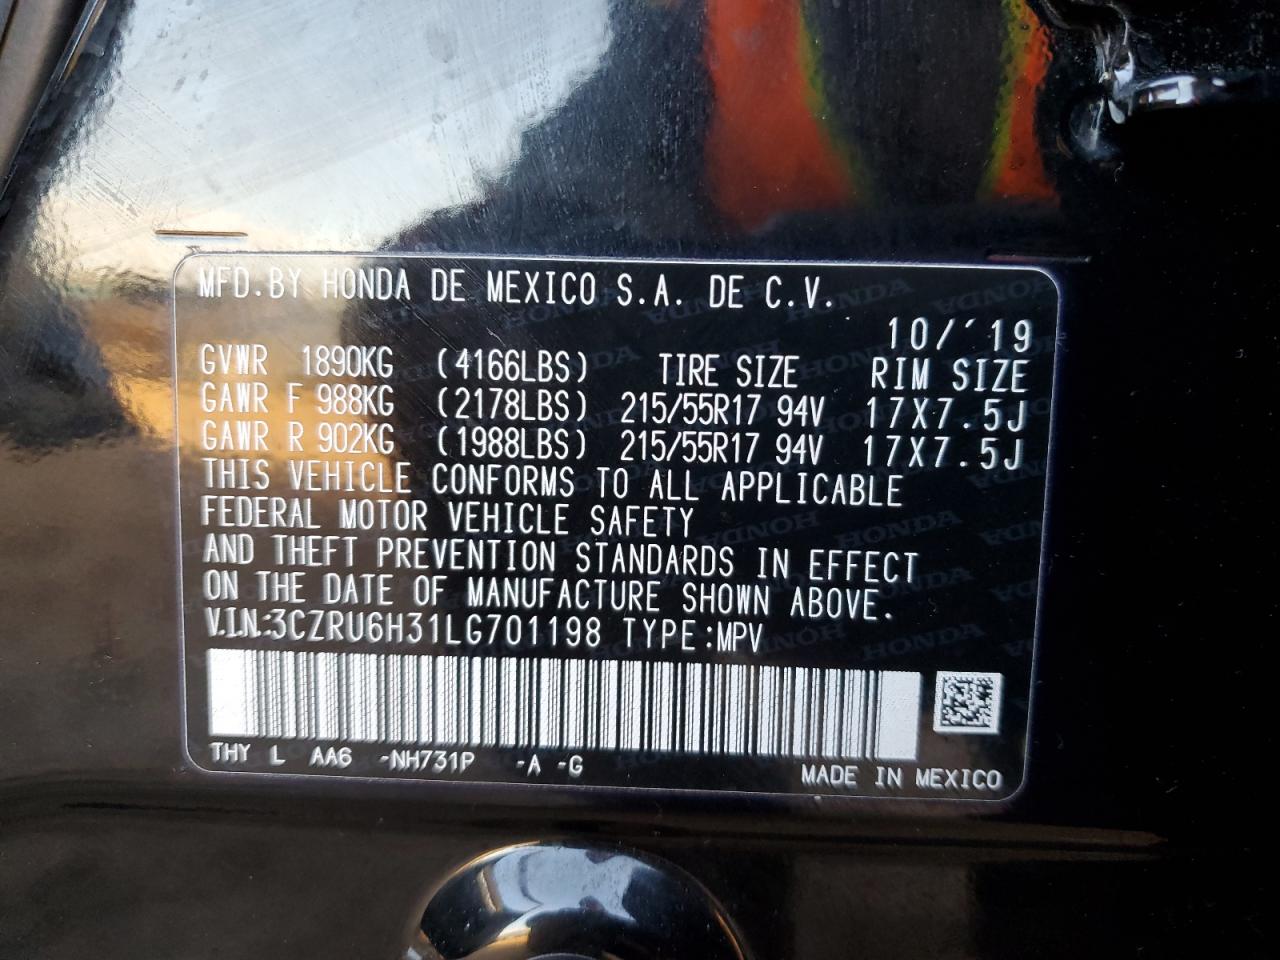 MFD.BY HONDA DE MEXICO S.A. DE C.V.
10/´19
GVWR 1890KG (4166LBS) TIRE SIZE RIM SIZE
GAWR F 988KG (2178LBS) 215/55R17 94V 17X7.5J
GAWR R 902KG (1988LBS) 215/55R17 94V 17X7.5J
THIS VEHICLE CONFORMS TO ALL APPLICABLE
FEDERAL MOTOR VEHICLE SAFETY
AND THEFT PREVENTION STANDARDS IN EFFECT
ON THE DATE OF MANUFACTURE SHOWN ABOVE.
V.I.N.:3CZRU6H31LG701198 TYPE:MPV
THY L AA6 -NH731P -A -G
MADE IN MEXICO